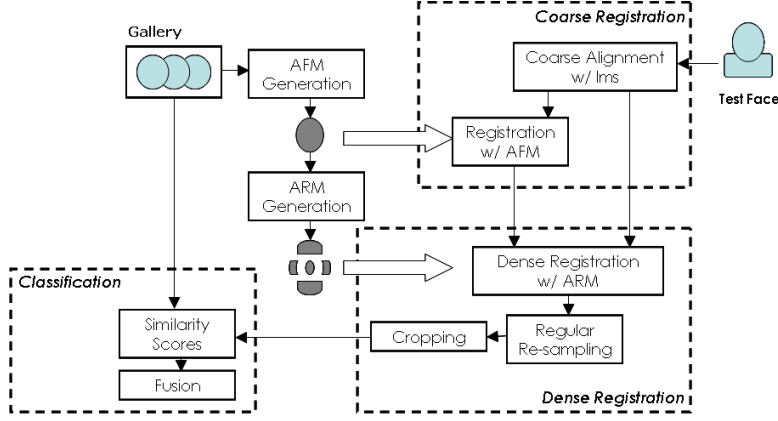 Coarse Registration
Gallery
AFM
Generation
Coarse Alignment
w/ lms
Test Face
Registration
w/ AFM
ARM
Generation
Dense Registration
w/ ARM
Classification
Similarity
Scores
Cropping
Regular
Re-sampling
Fusion
Dense Registration